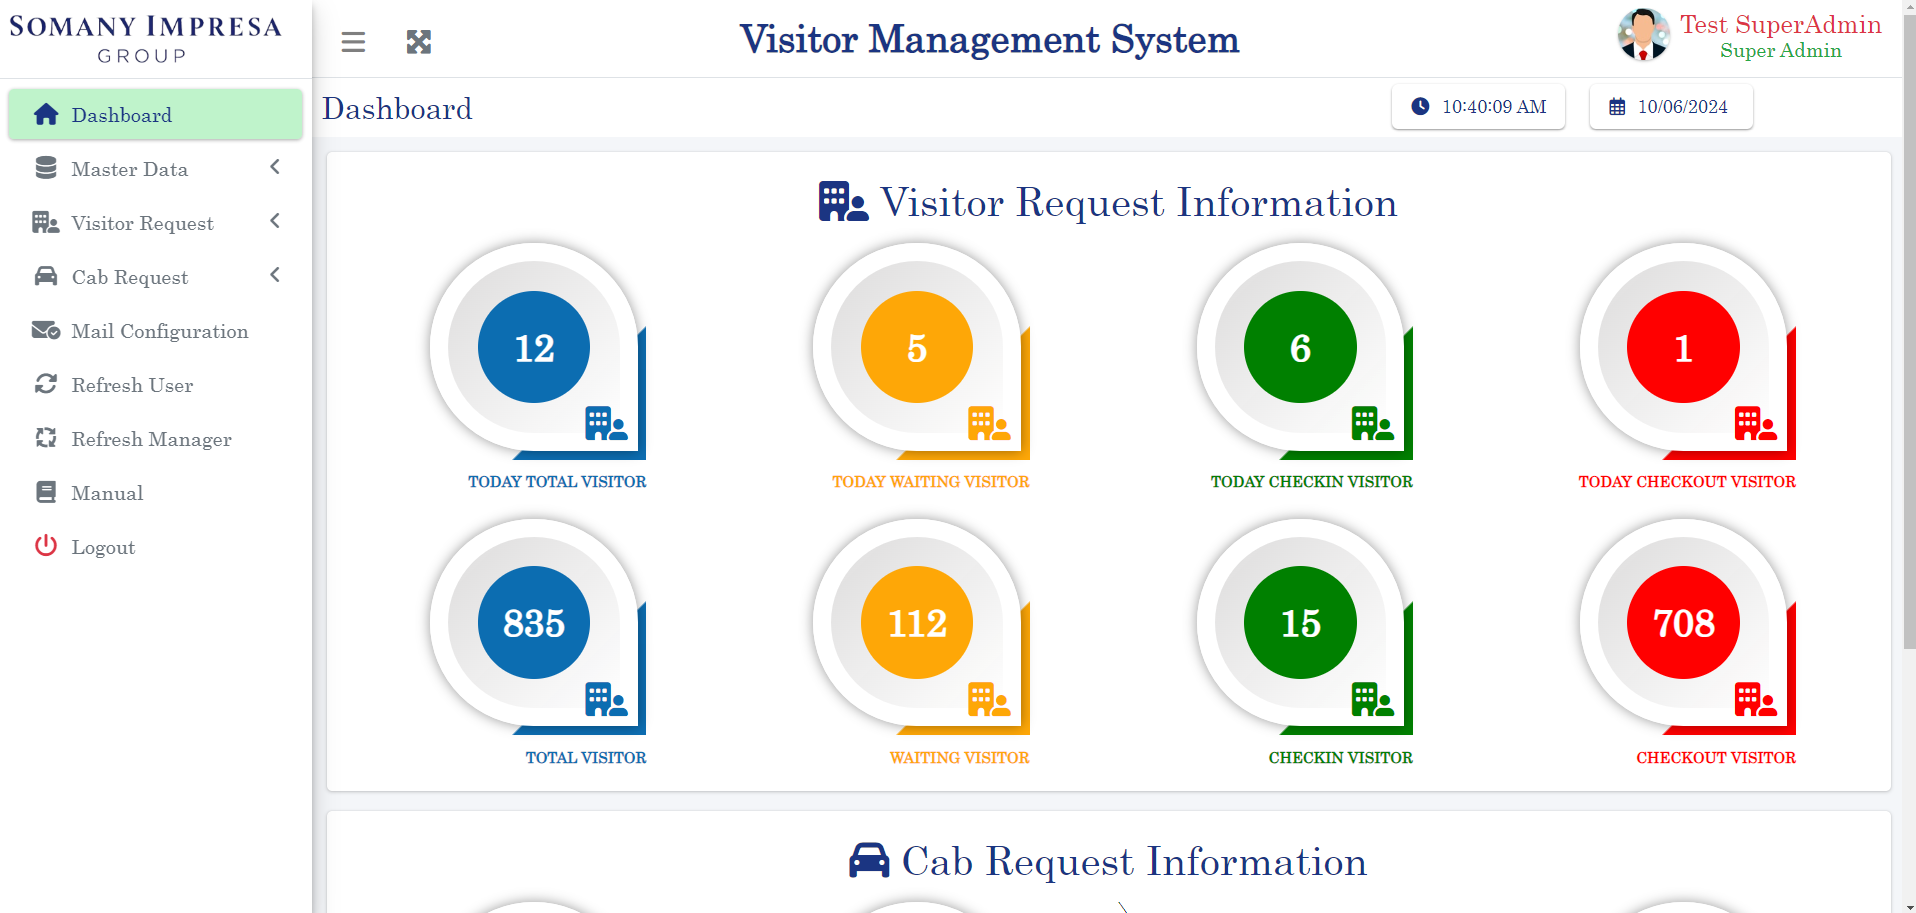 SOMANY IMPRESA
GROUP
Visitor Management System
Test SuperAdmin
Super Admin
Dashboard
Master Data
Visitor Request
Cab Request
Mail Configuration
Refresh User
Refresh Manager
Manual
Logout
Dashboard
10:40:09 AM
10/06/2024
Visitor Request Information
12
5
6
1
TODAY TOTAL VISITOR
TODAY WAITING VISITOR
TODAY CHECKIN VISITOR
TODAY CHECKOUT VISITOR
835
112
15
708
TOTAL VISITOR
WAITING VISITOR
CHECKIN VISITOR
CHECKOUT VISITOR
Cab Request Information